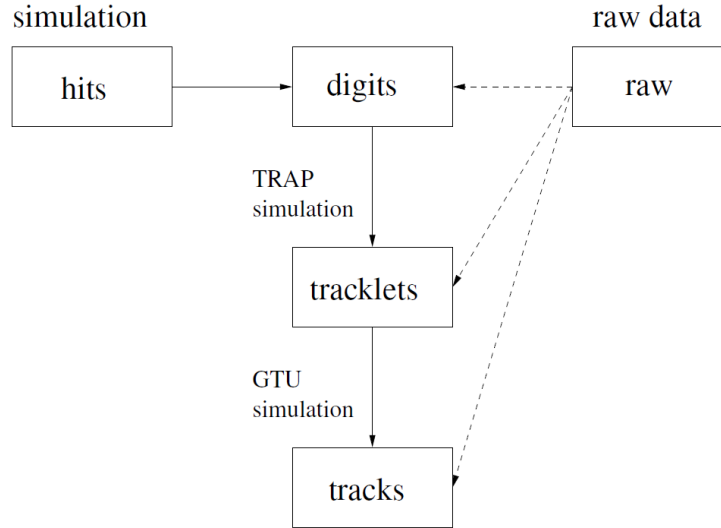 simulation
raw data
hits
digits
raw
TRAP
simulation
tracklets
GTU
simulation
tracks